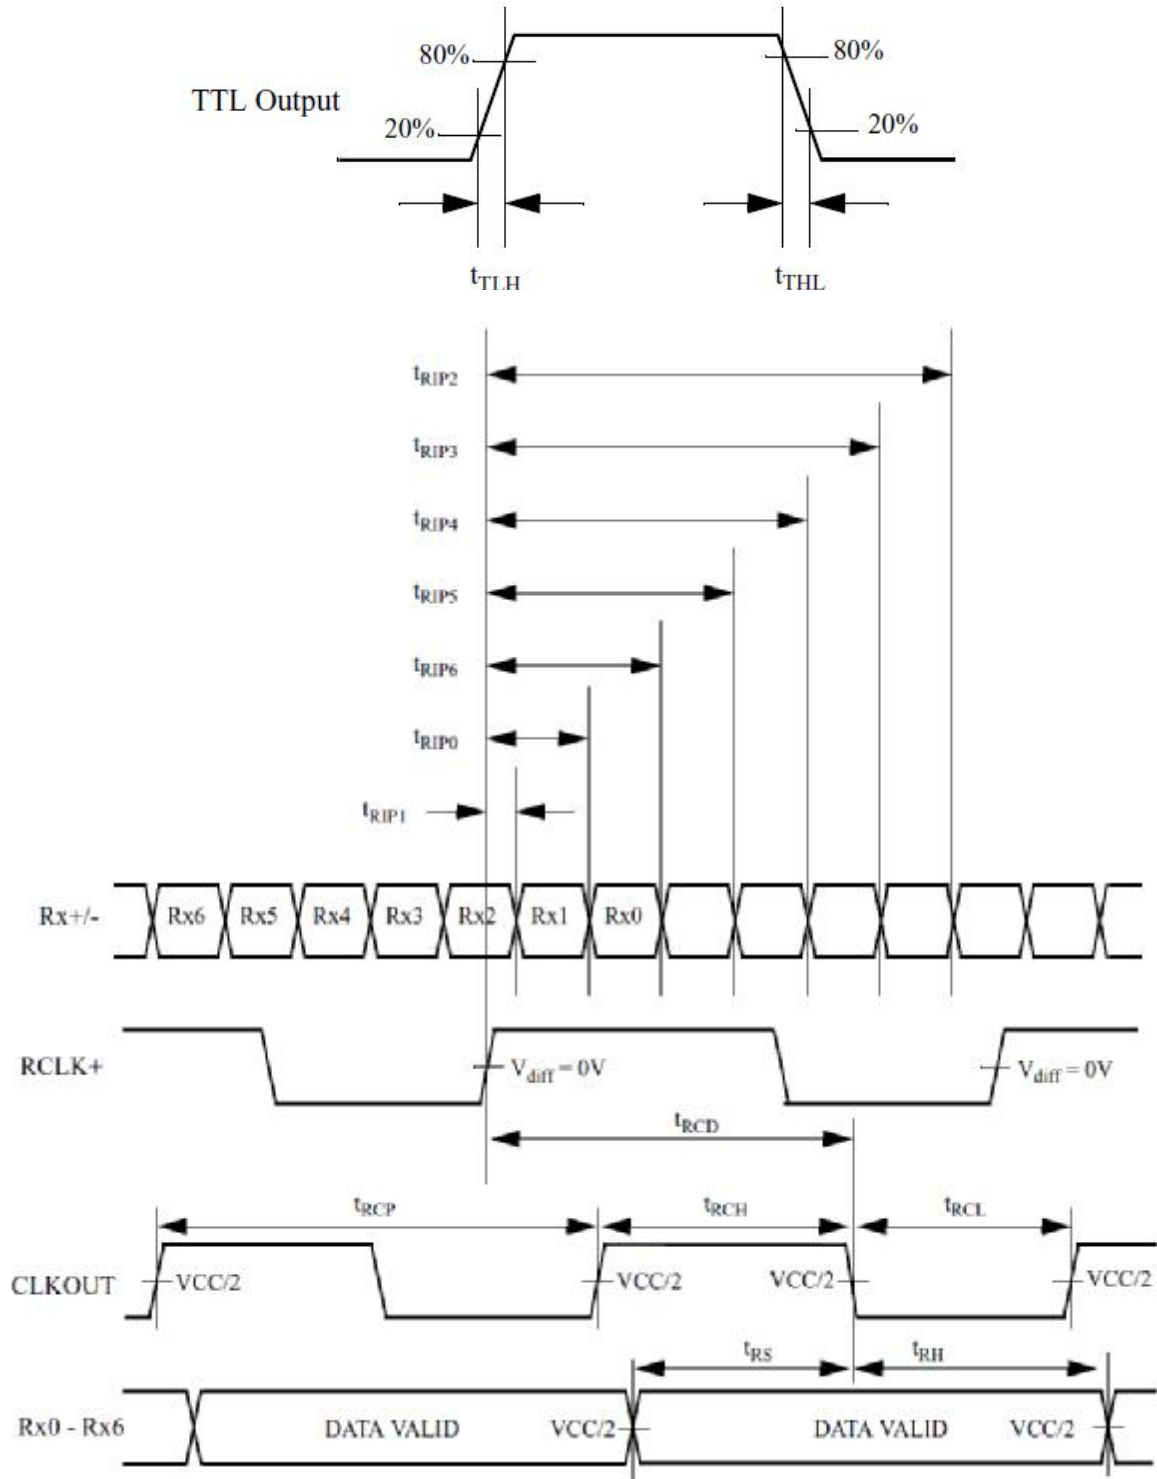 80%
80%
TTL Output
20%
20%
tTLH
tTHL
tRIP2
tRIP3
tRIP4
tRIP5
tRIP6
tRIP0
tRIP1
Rx+/-
Rx6
Rx5
Rx4
Rx3
Rx2
Rx1
Rx0
RCLK+
Vdiff = 0V
Vdiff = 0V
tRCD
tRCP
tRCH
tRCL
CLKOUT
VCC/2
VCC/2
VCC/2
VCC/2
tRS
tRH
Rx0 - Rx6
DATA VALID
VCC/2
DATA VALID
VCC/2